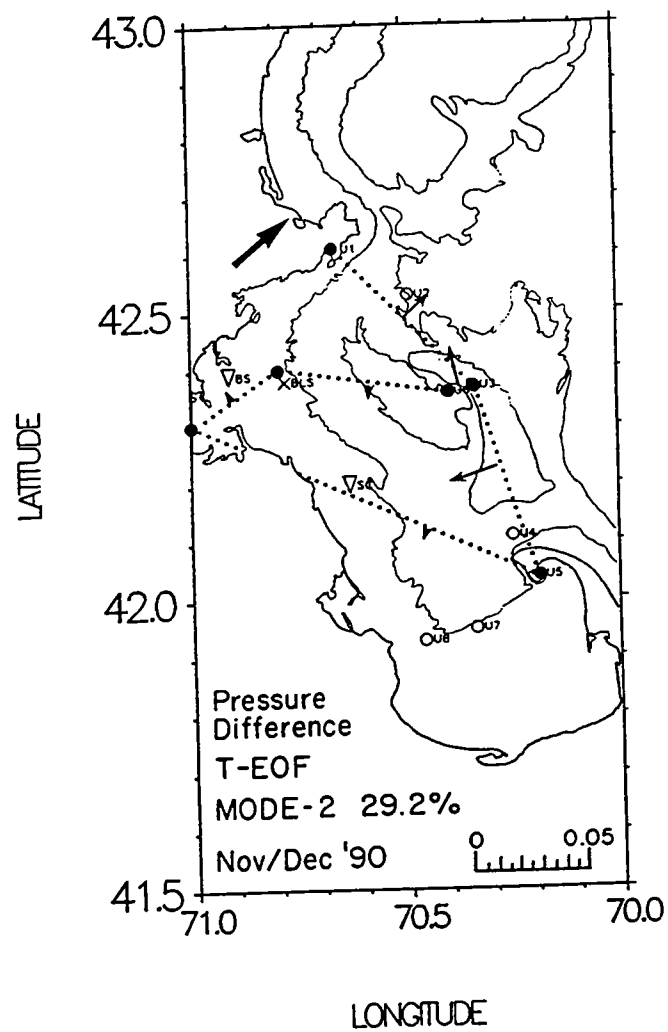 43.0
U1
U2
42.5
BS
BLS
U3
SC
U4
U5
42.0
U7
U8
LATITUDE
Pressure
Difference
T-EOF
MODE-2 29.2%
Nov/Dec '90
0 0.05
41.5
71.0 70.5 70.0
LONGITUDE